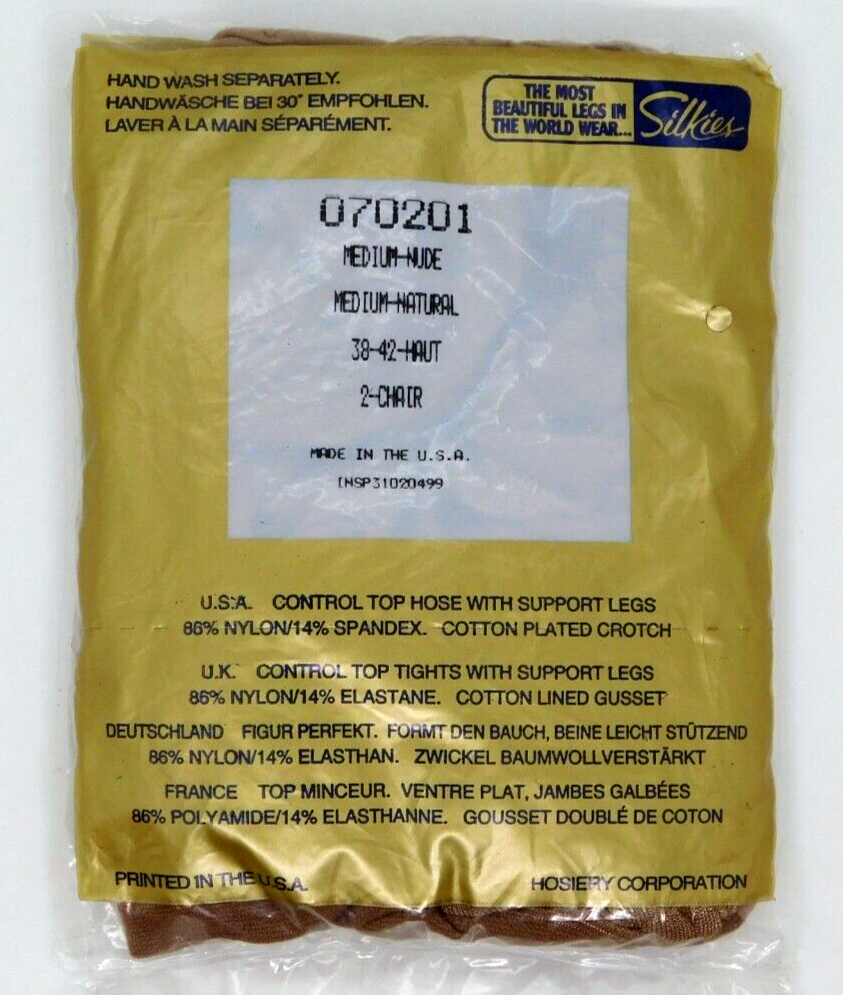 HAND WASH SEPARATELY.
HANDWÄSCHE BEI 30° EMPFOHLEN.
LAVER À LA MAIN SÉPARÉMENT.
THE MOST
BEAUTIFUL LEGS IN
THE WORLD WEAR...
Silkies
070201
MEDIUM-NUDE
MEDIUM-NATURAL
38-42-HAUT
2-CHAIR
MADE IN THE U.S.A.
INSP31020499
U.S.A. CONTROL TOP HOSE WITH SUPPORT LEGS
86% NYLON/14% SPANDEX. COTTON PLATED CROTCH
U.K. CONTROL TOP TIGHTS WITH SUPPORT LEGS
86% NYLON/14% ELASTANE. COTTON LINED GUSSET
DEUTSCHLAND FIGUR PERFEKT. FORMT DEN BAUCH, BEINE LEICHT STÜTZEND
86% NYLON/14% ELASTHAN. ZWICKEL BAUMWOLLVERSTÄRKT
FRANCE TOP MINCEUR. VENTRE PLAT, JAMBES GALBÉES
86% POLYAMIDE/14% ELASTHANNE. GOUSSET DOUBLÉ DE COTON
PRINTED IN THE U.S.A.
HOSIERY CORPORATION